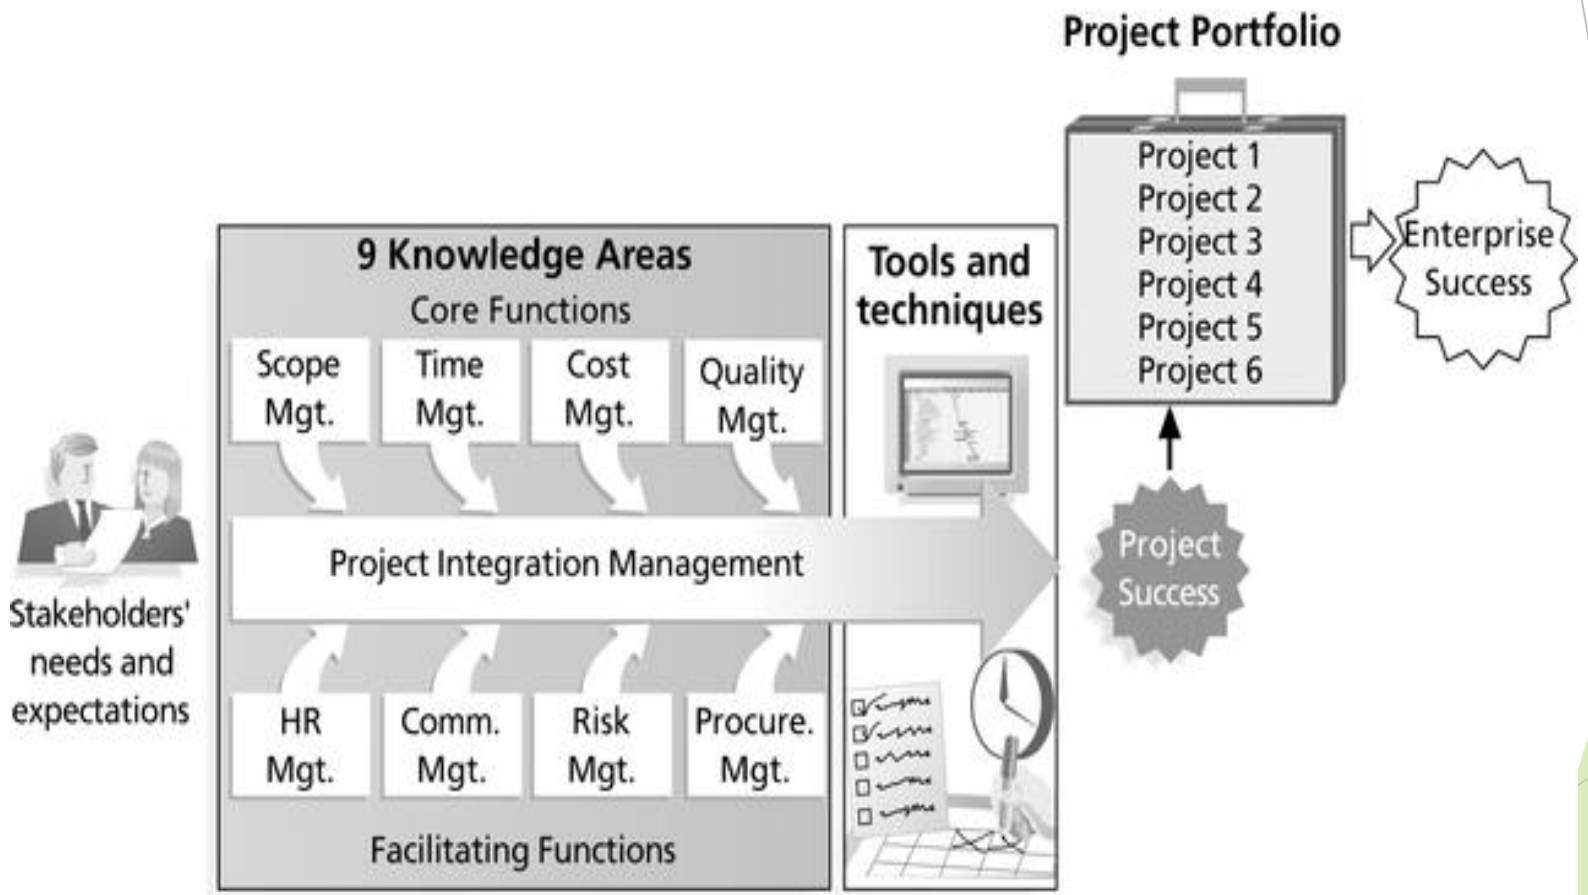 Project Portfolio
Project 1
Project 2
Project 3
Project 4
Project 5
Project 6
Enterprise
Success
9 Knowledge Areas
Core Functions
Scope
Mgt.
Time
Mgt.
Cost
Mgt.
Quality
Mgt.
Tools and
techniques
Stakeholders'
needs and
expectations
Project Integration Management
Project
Success
HR
Mgt.
Comm.
Mgt.
Risk
Mgt.
Procure.
Mgt.
Facilitating Functions